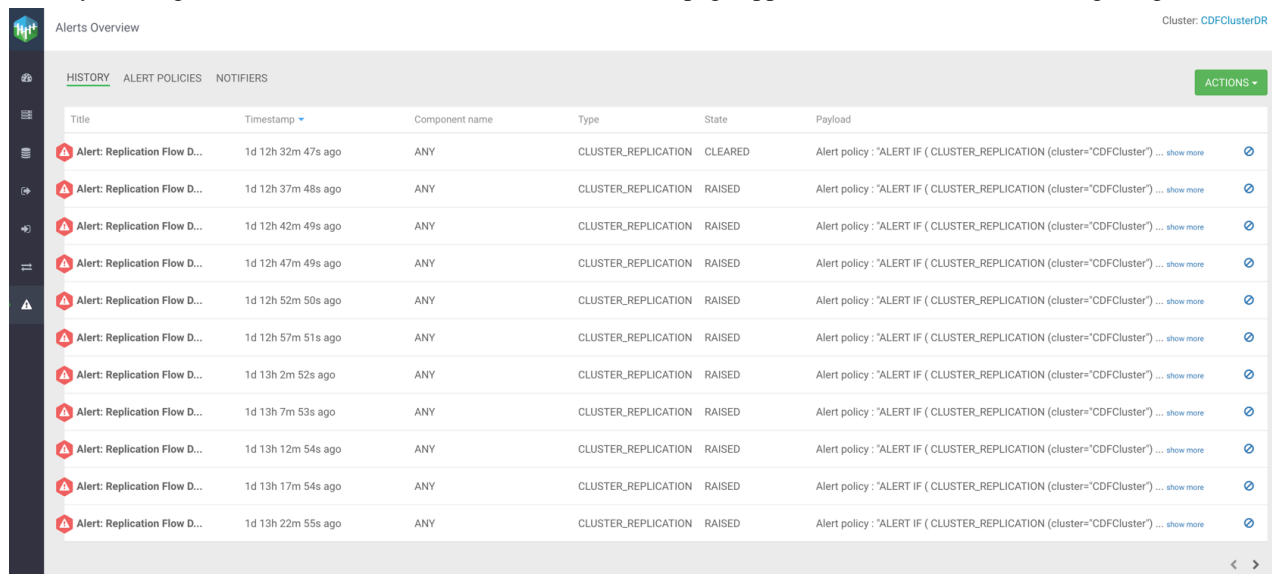 Alerts Overview
Cluster: CDFClusterDR
HISTORY ALERT POLICIES NOTIFIERS
ACTIONS
Title Timestamp Component name Type State Payload
Alert: Replication Flow D... 1d 12h 32m 47s ago ANY CLUSTER_REPLICATION CLEARED Alert policy : "ALERT IF ( CLUSTER_REPLICATION (cluster="CDFCluster") ... show more
Alert: Replication Flow D... 1d 12h 37m 48s ago ANY CLUSTER_REPLICATION RAISED Alert policy : "ALERT IF ( CLUSTER_REPLICATION (cluster="CDFCluster") ... show more
Alert: Replication Flow D... 1d 12h 42m 49s ago ANY CLUSTER_REPLICATION RAISED Alert policy : "ALERT IF ( CLUSTER_REPLICATION (cluster="CDFCluster") ... show more
Alert: Replication Flow D... 1d 12h 47m 49s ago ANY CLUSTER_REPLICATION RAISED Alert policy : "ALERT IF ( CLUSTER_REPLICATION (cluster="CDFCluster") ... show more
Alert: Replication Flow D... 1d 12h 52m 50s ago ANY CLUSTER_REPLICATION RAISED Alert policy : "ALERT IF ( CLUSTER_REPLICATION (cluster="CDFCluster") ... show more
Alert: Replication Flow D... 1d 12h 57m 51s ago ANY CLUSTER_REPLICATION RAISED Alert policy : "ALERT IF ( CLUSTER_REPLICATION (cluster="CDFCluster") ... show more
Alert: Replication Flow D... 1d 13h 2m 52s ago ANY CLUSTER_REPLICATION RAISED Alert policy : "ALERT IF ( CLUSTER_REPLICATION (cluster="CDFCluster") ... show more
Alert: Replication Flow D... 1d 13h 7m 53s ago ANY CLUSTER_REPLICATION RAISED Alert policy : "ALERT IF ( CLUSTER_REPLICATION (cluster="CDFCluster") ... show more
Alert: Replication Flow D... 1d 13h 12m 54s ago ANY CLUSTER_REPLICATION RAISED Alert policy : "ALERT IF ( CLUSTER_REPLICATION (cluster="CDFCluster") ... show more
Alert: Replication Flow D... 1d 13h 17m 54s ago ANY CLUSTER_REPLICATION RAISED Alert policy : "ALERT IF ( CLUSTER_REPLICATION (cluster="CDFCluster") ... show more
Alert: Replication Flow D... 1d 13h 22m 55s ago ANY CLUSTER_REPLICATION RAISED Alert policy : "ALERT IF ( CLUSTER_REPLICATION (cluster="CDFCluster") ... show more